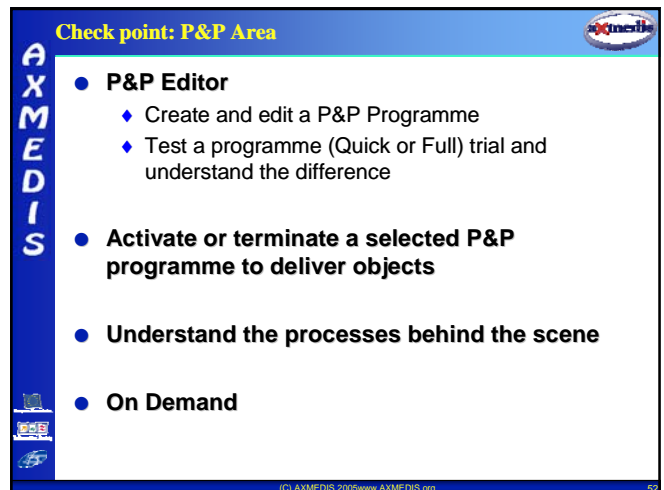 Check point: P&P Area
axmedis
AXMEDIS
P&P Editor
Create and edit a P&P Programme
Test a programme (Quick or Full) trial and
understand the difference
Activate or terminate a selected P&P
programme to deliver objects
Understand the processes behind the scene
On Demand
(C) AXMEDIS 2005www.AXMEDIS.org
52